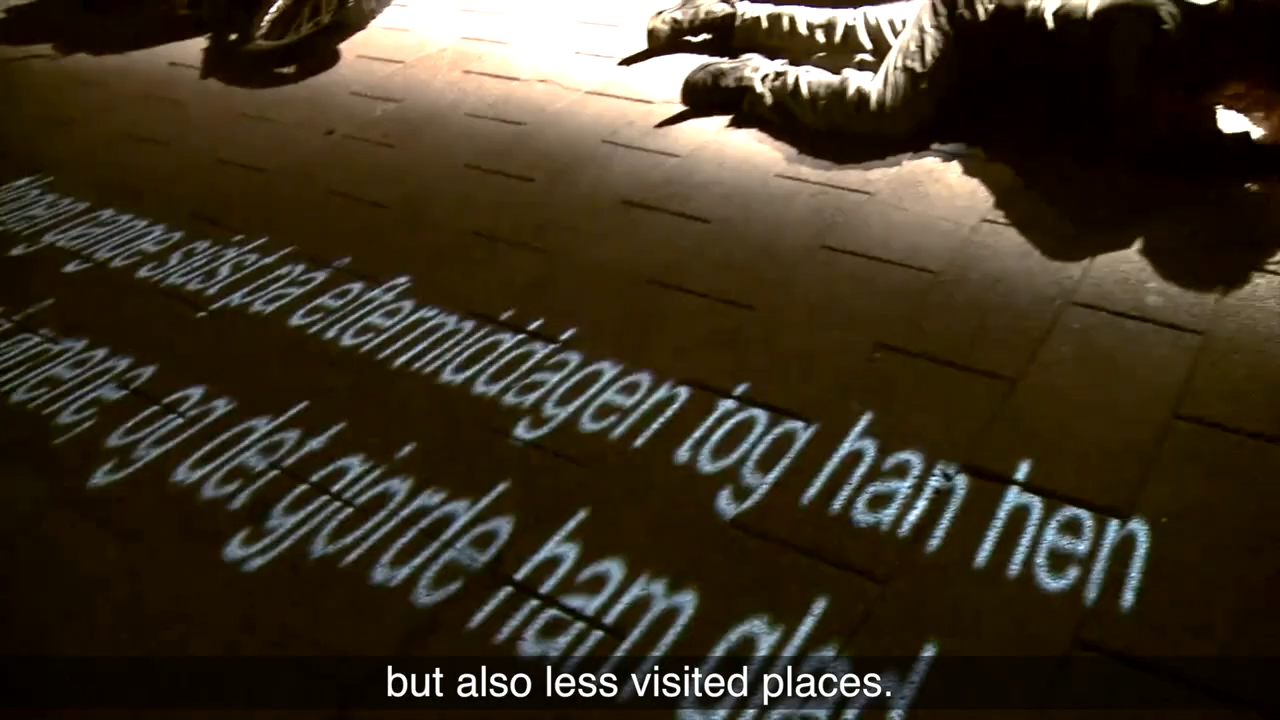 gange sidst på eftermiddagen tog han hen
og det gjorde ham glad
but also less visited places.